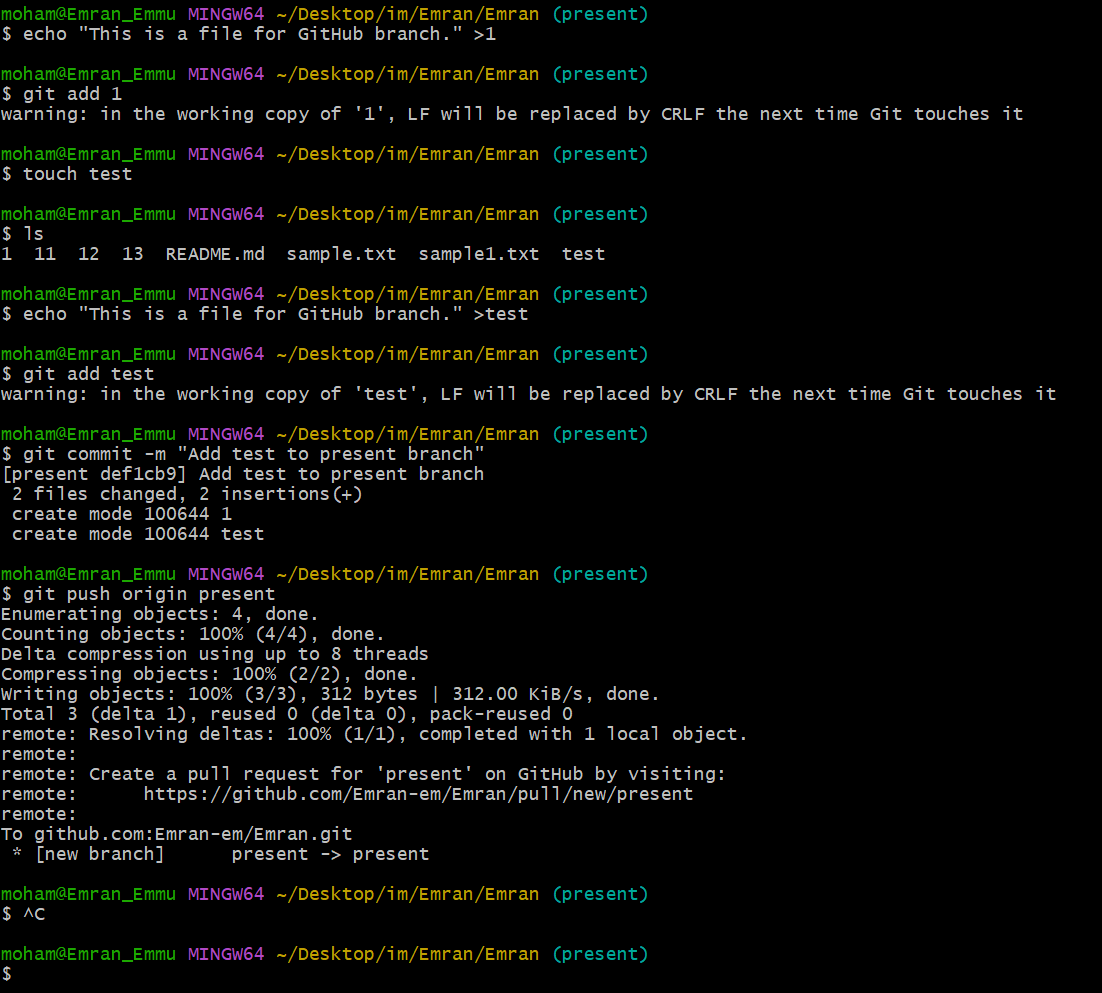 moham@Emran_Emmu MINGW64 ~/Desktop/im/Emran/Emran (present)
$ echo "This is a file for GitHub branch." >1

moham@Emran_Emmu MINGW64 ~/Desktop/im/Emran/Emran (present)
$ git add 1
warning: in the working copy of '1', LF will be replaced by CRLF the next time Git touches it

moham@Emran_Emmu MINGW64 ~/Desktop/im/Emran/Emran (present)
$ touch test

moham@Emran_Emmu MINGW64 ~/Desktop/im/Emran/Emran (present)
$ ls
1  11  12  13  README.md  sample.txt  sample1.txt  test

moham@Emran_Emmu MINGW64 ~/Desktop/im/Emran/Emran (present)
$ echo "This is a file for GitHub branch." >test

moham@Emran_Emmu MINGW64 ~/Desktop/im/Emran/Emran (present)
$ git add test
warning: in the working copy of 'test', LF will be replaced by CRLF the next time Git touches it

moham@Emran_Emmu MINGW64 ~/Desktop/im/Emran/Emran (present)
$ git commit -m "Add test to present branch"
[present def1cb9] Add test to present branch
 2 files changed, 2 insertions(+)
 create mode 100644 1
 create mode 100644 test

moham@Emran_Emmu MINGW64 ~/Desktop/im/Emran/Emran (present)
$ git push origin present
Enumerating objects: 4, done.
Counting objects: 100% (4/4), done.
Delta compression using up to 8 threads
Compressing objects: 100% (2/2), done.
Writing objects: 100% (3/3), 312 bytes | 312.00 KiB/s, done.
Total 3 (delta 1), reused 0 (delta 0), pack-reused 0
remote: Resolving deltas: 100% (1/1), completed with 1 local object.
remote:
remote: Create a pull request for 'present' on GitHub by visiting:
remote:      https://github.com/Emran-em/Emran/pull/new/present
remote:
To github.com:Emran-em/Emran.git
 * [new branch]      present -> present

moham@Emran_Emmu MINGW64 ~/Desktop/im/Emran/Emran (present)
$ ^C

moham@Emran_Emmu MINGW64 ~/Desktop/im/Emran/Emran (present)
$